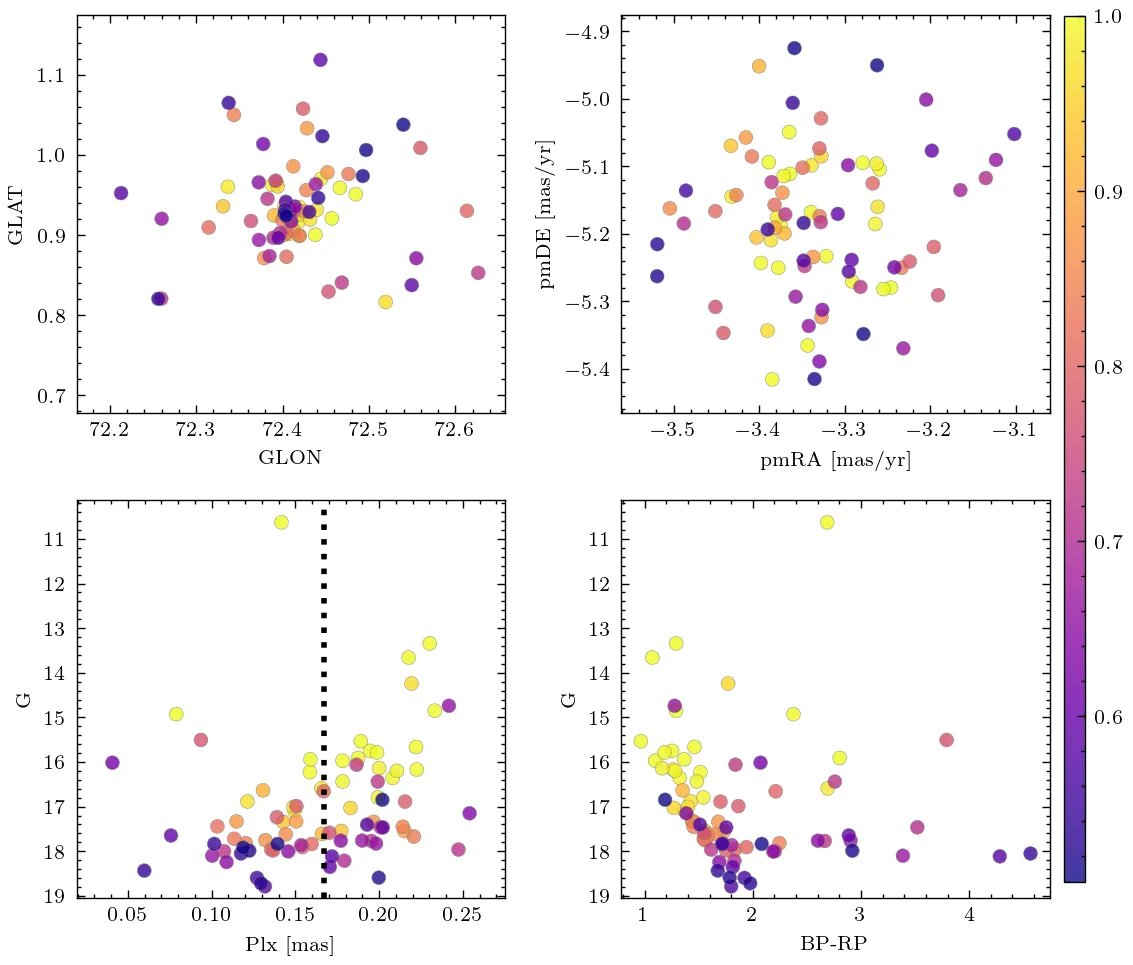 1.1
1.0
0.9
0.8
0.7
GLAT
72.2 72.3 72.4 72.5 72.6
GLON
−4.9
−5.0
−5.1
−5.2
−5.3
−5.4
pmDE [mas/yr]
−3.5 −3.4 −3.3 −3.2 −3.1
pmRA [mas/yr]
11
12
13
14
15
16
17
18
19
G
0.05 0.10 0.15 0.20 0.25
Plx [mas]
11
12
13
14
15
16
17
18
19
G
1 2 3 4
BP-RP
1.0
0.9
0.8
0.7
0.6